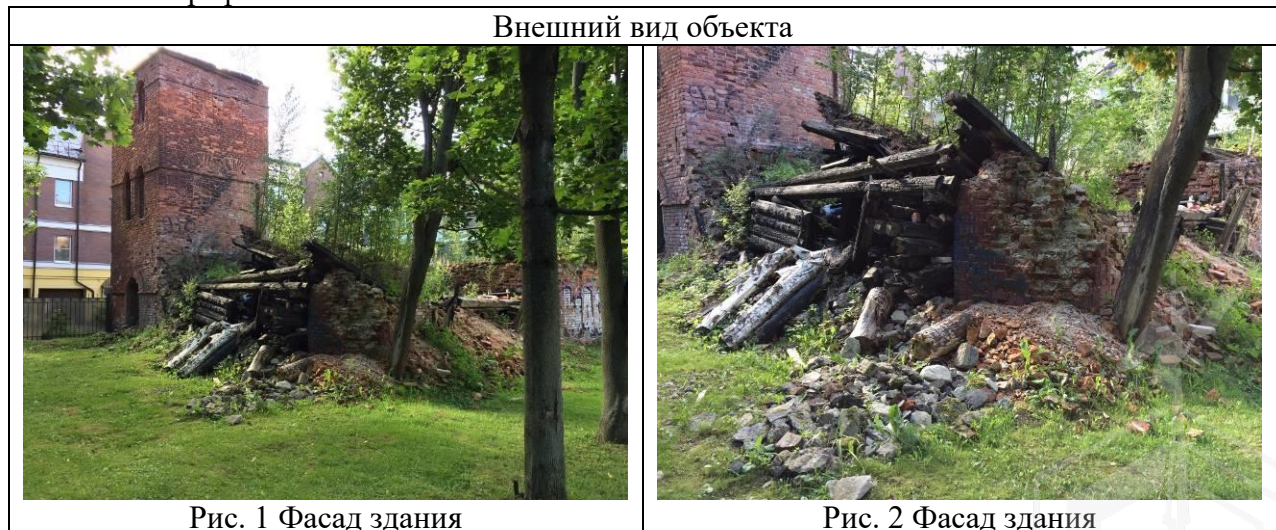 Внешний вид объекта
Рис. 1 Фасад здания
Рис. 2 Фасад здания